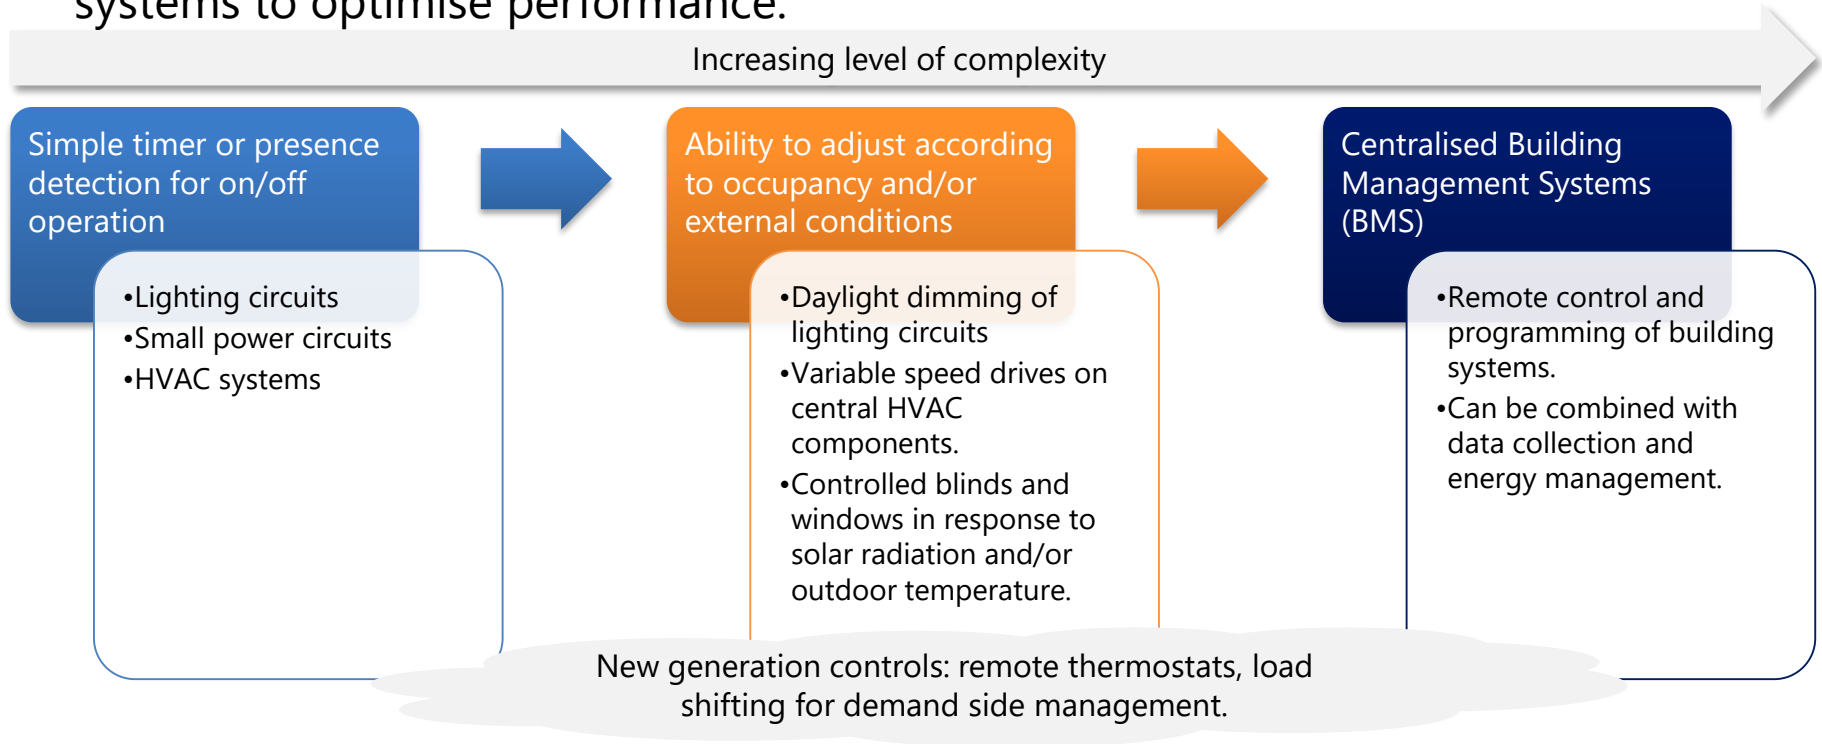 systems to optimise performance.
Increasing level of complexity
Simple timer or presence
detection for on/off
operation
•Lighting circuits
•Small power circuits
•HVAC systems
Ability to adjust according
to occupancy and/or
external conditions
•Daylight dimming of
lighting circuits
•Variable speed drives on
central HVAC
components.
•Controlled blinds and
windows in response to
solar radiation and/or
outdoor temperature.
Centralised Building
Management Systems
(BMS)
•Remote control and
programming of building
systems.
•Can be combined with
data collection and
energy management.
New generation controls: remote thermostats, load
shifting for demand side management.